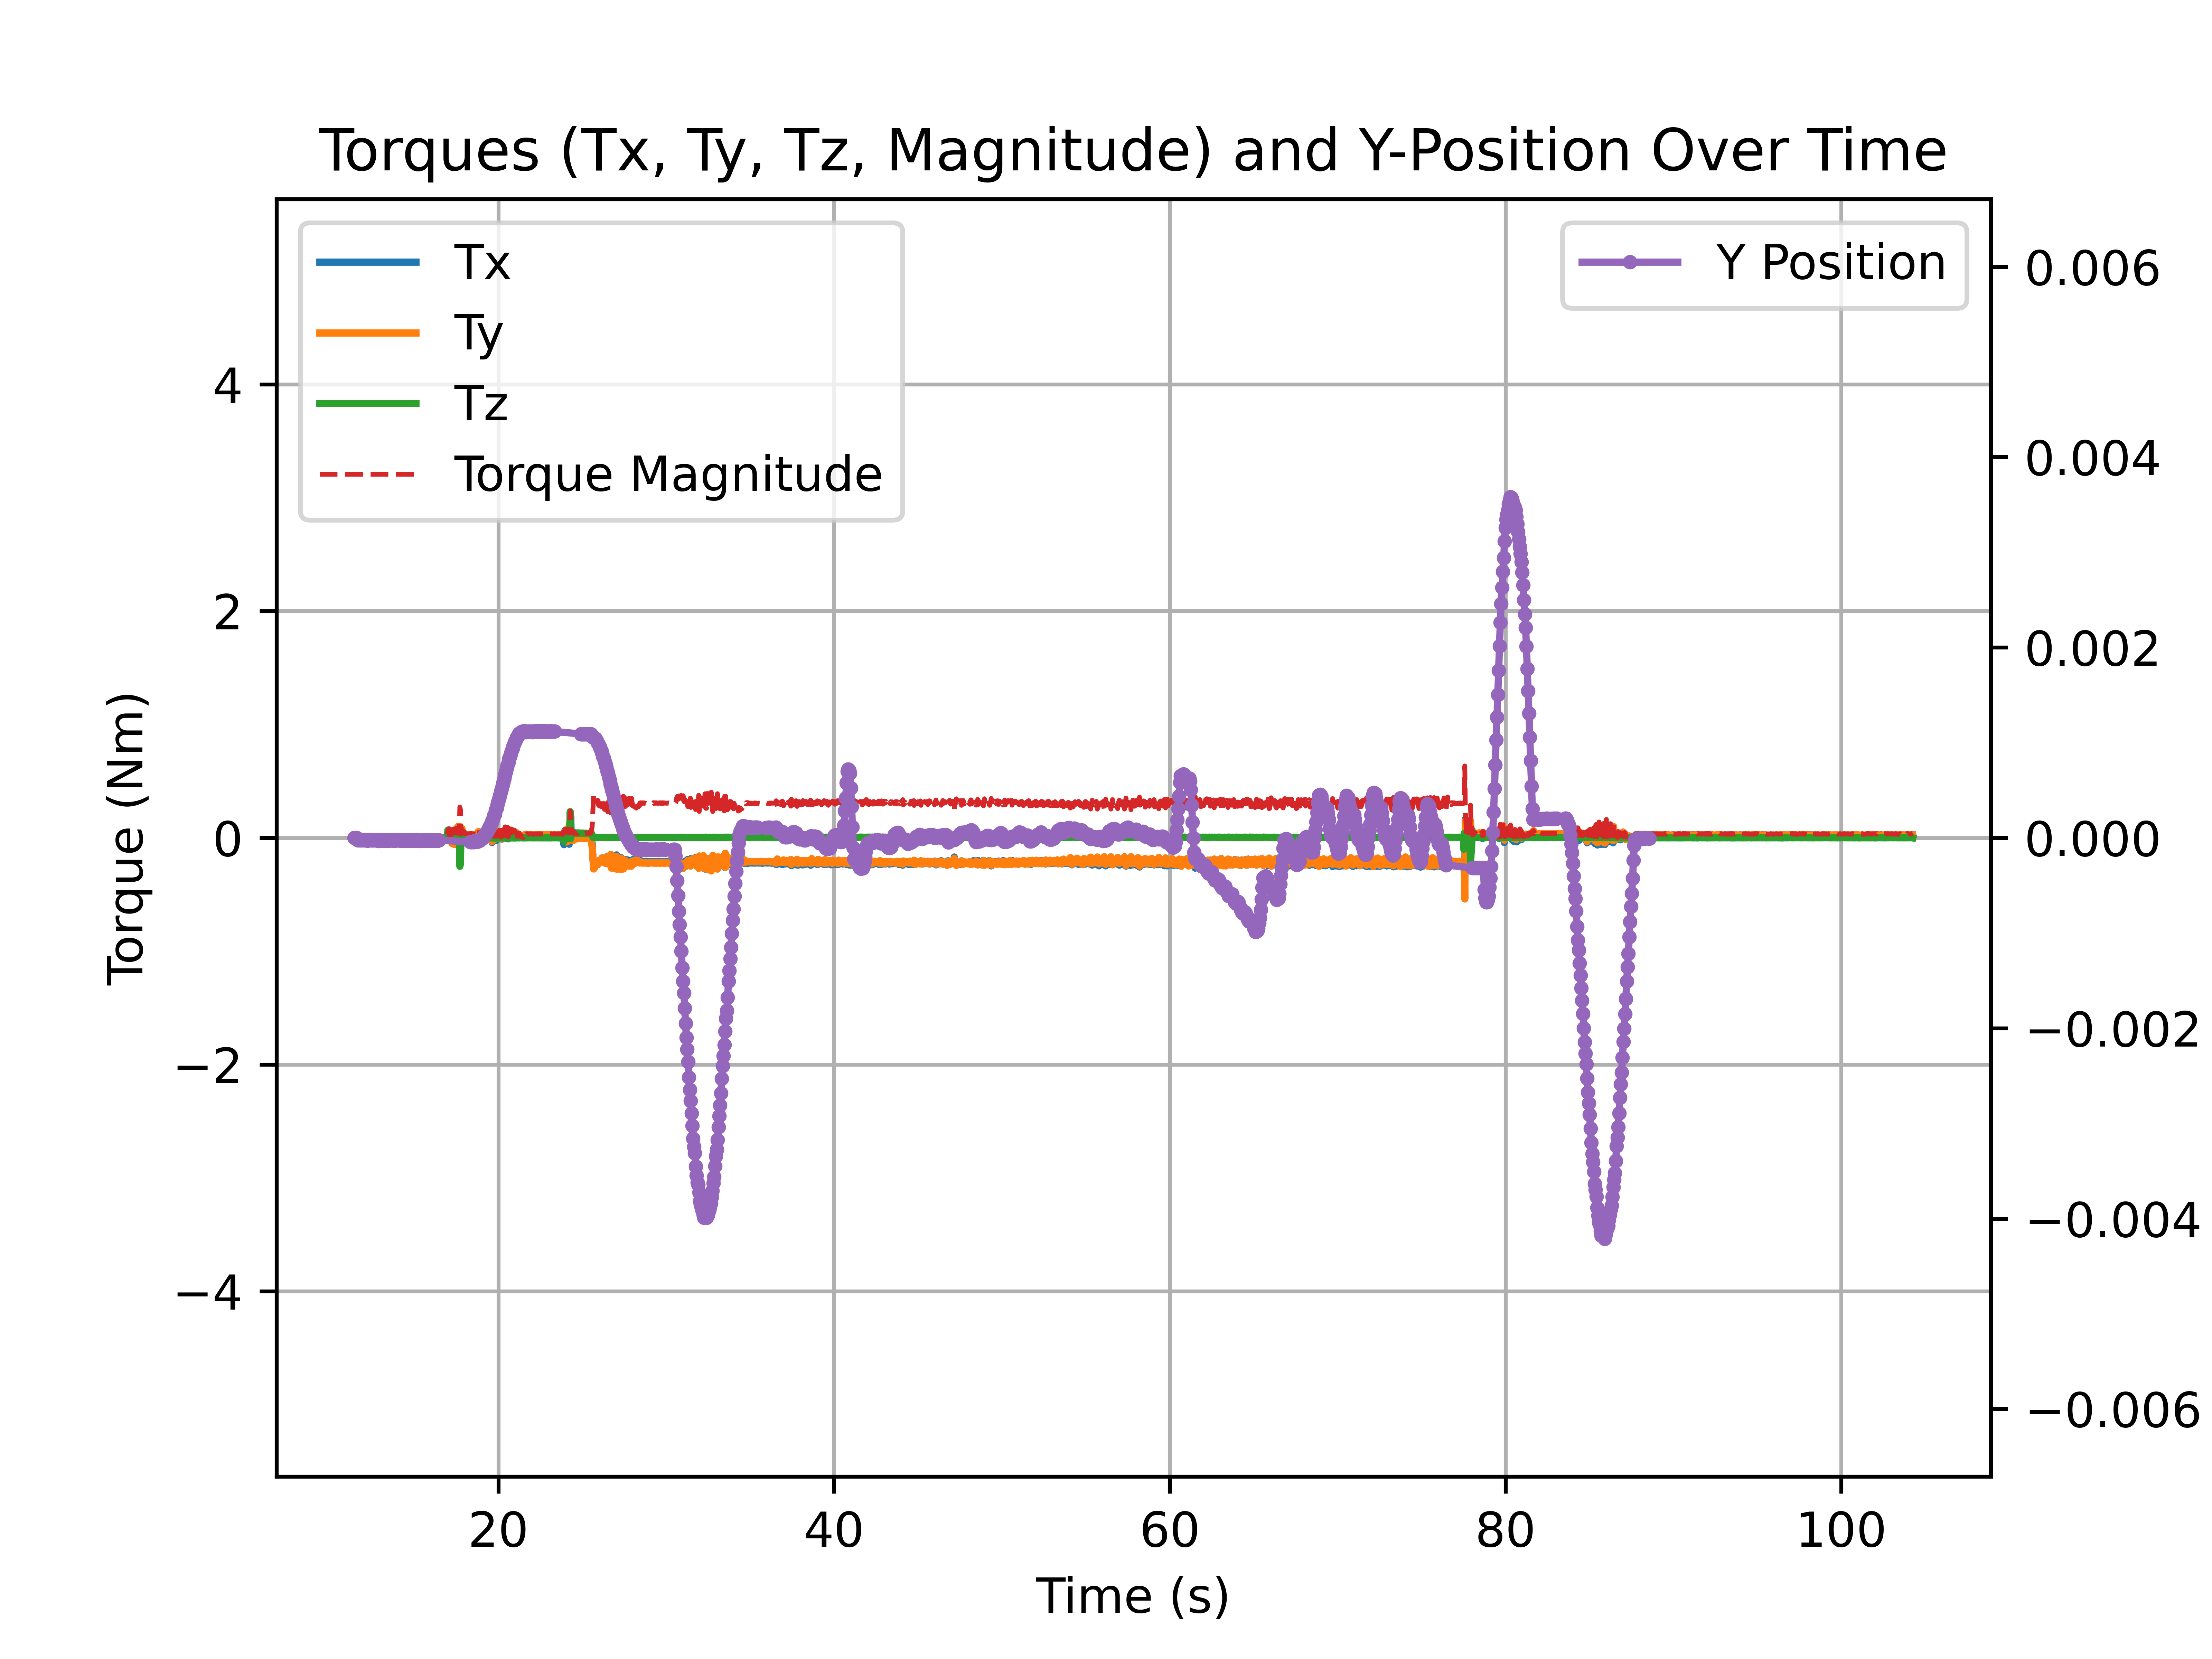 Torques (Tx, Ty, Tz, Magnitude) and Y-Position Over Time
Tx
Ty
Tz
Torque Magnitude
Y Position
Torque (Nm)
4
2
0
−2
−4
0.006
0.004
0.002
0.000
−0.002
−0.004
−0.006
20
40
60
80
100
Time (s)